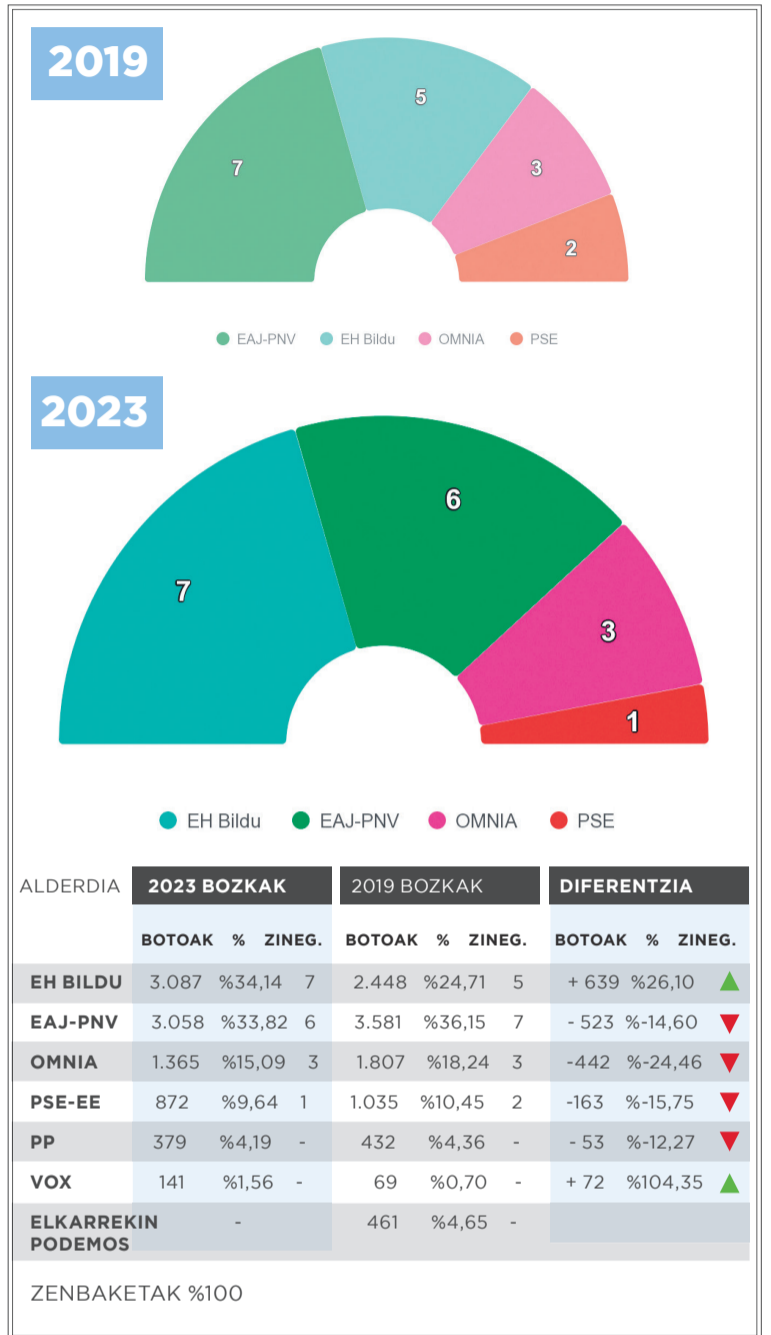 2019
7
5
3
2
EAJ-PNV EH Bildu OMNIA PSE
2023
7
6
3
1
EH Bildu EAJ-PNV OMNIA PSE
ALDERDIA 2023 BOZKAK 2019 BOZKAK DIFERENTZIA
BOTOAK % ZINEG. BOTOAK % ZINEG. BOTOAK % ZINEG.
EH BILDU 3.087 %34,14 7 2.448 %24,71 5 + 639 %26,10
EAJ-PNV 3.058 %33,82 6 3.581 %36,15 7 - 523 %-14,60
OMNIA 1.365 %15,09 3 1.807 %18,24 3 -442 %-24,46
PSE-EE 872 %9,64 1 1.035 %10,45 2 -163 %-15,75
PP 379 %4,19 - 432 %4,36 - - 53 %-12,27
VOX 141 %1,56 - 69 %0,70 - + 72 %104,35
ELKARREKIN - 461 %4,65 -
PODEMOS
ZENBAKETAK %100